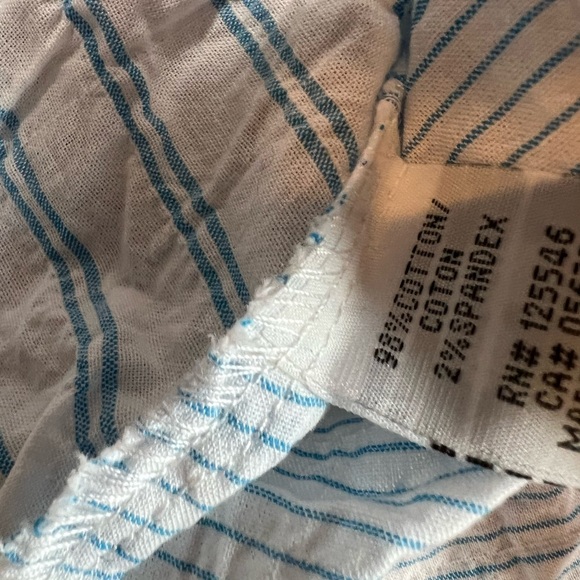 98%COTTON/
COTON
2%SPANDEX
RN# 125546
CA#